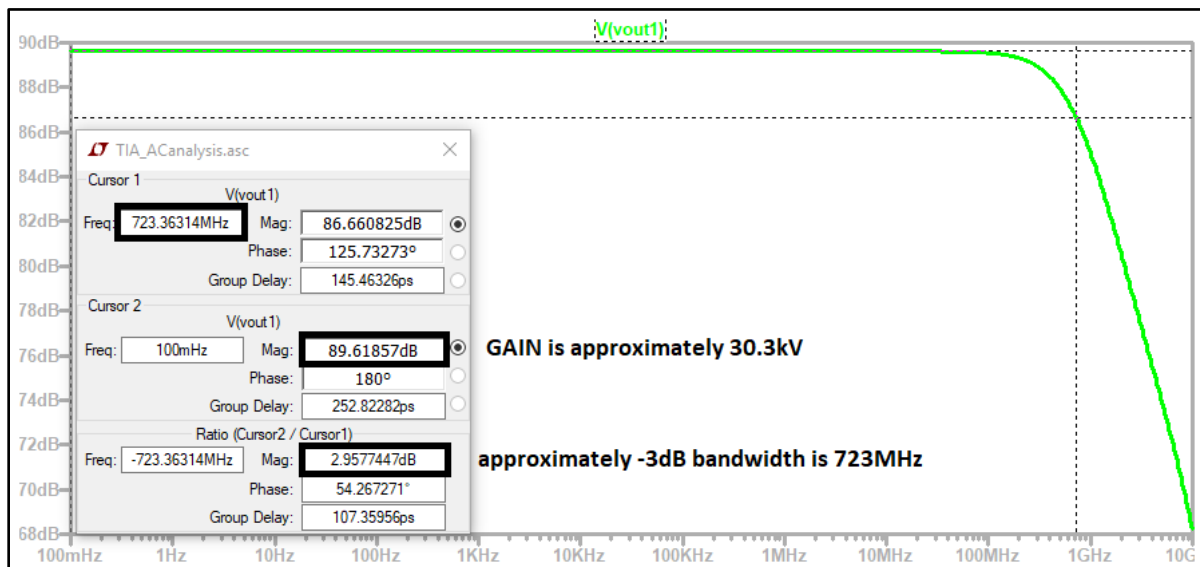 V(vout1)
90dB
88dB
86dB
84dB
82dB
80dB
78dB
76dB
74dB
72dB
70dB
68dB
TIA_ACanalysis.asc
Cursor 1
V(vout1)
Freq: 723.36314MHz Mag: 86.660825dB
Phase: 125.73273º
Group Delay: 145.46326ps
Cursor 2
V(vout1)
Freq: 100mHz Mag: 89.61857dB
Phase: 180º
Group Delay: 252.82282ps
Ratio (Cursor2 / Cursor1)
Freq: -723.36314MHz Mag: 2.9577447dB
Phase: 54.267271°
Group Delay: 107.35956ps
GAIN is approximately 30.3kV
approximately -3dB bandwidth is 723MHz
100mHz 1Hz 10Hz 100Hz 1KHz 10KHz 100KHz 1MHz 10MHz 100MHz 1GHz 10G